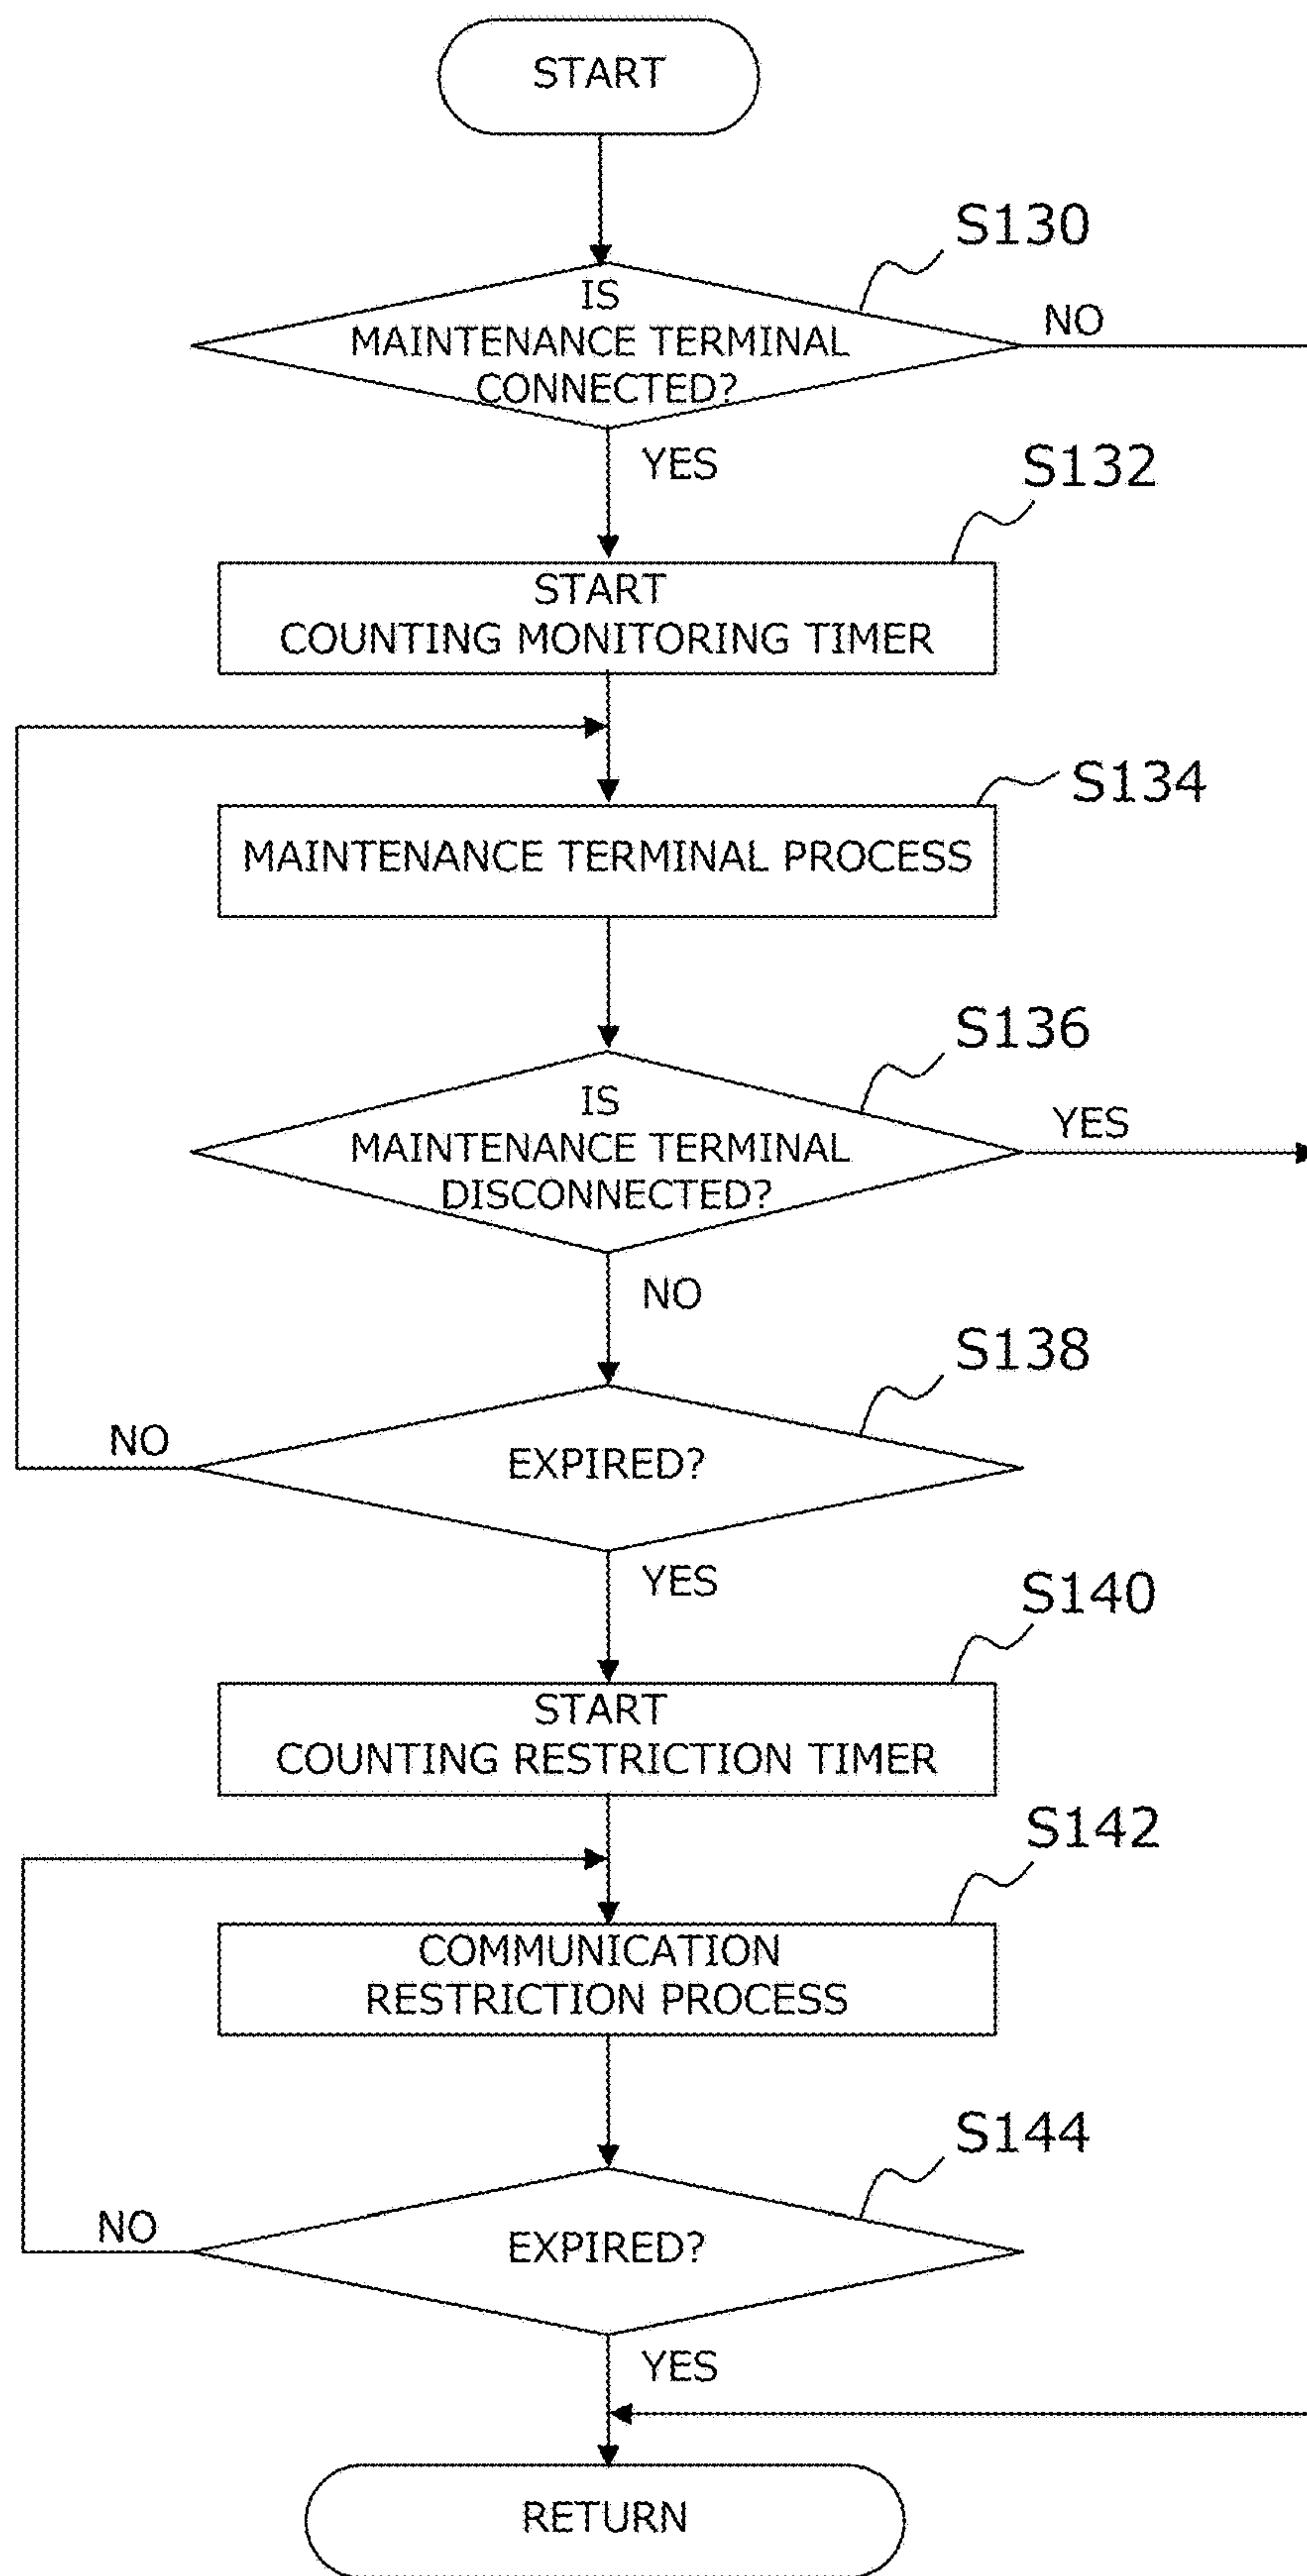 START
S130
IS
MAINTENANCE TERMINAL
CONNECTED?
NO
YES
S132
START
COUNTING MONITORING TIMER
S134
MAINTENANCE TERMINAL PROCESS
S136
IS
MAINTENANCE TERMINAL
DISCONNECTED?
YES
NO
S138
NO
EXPIRED?
YES
S140
START
COUNTING RESTRICTION TIMER
S142
COMMUNICATION
RESTRICTION PROCESS
S144
NO
EXPIRED?
YES
RETURN